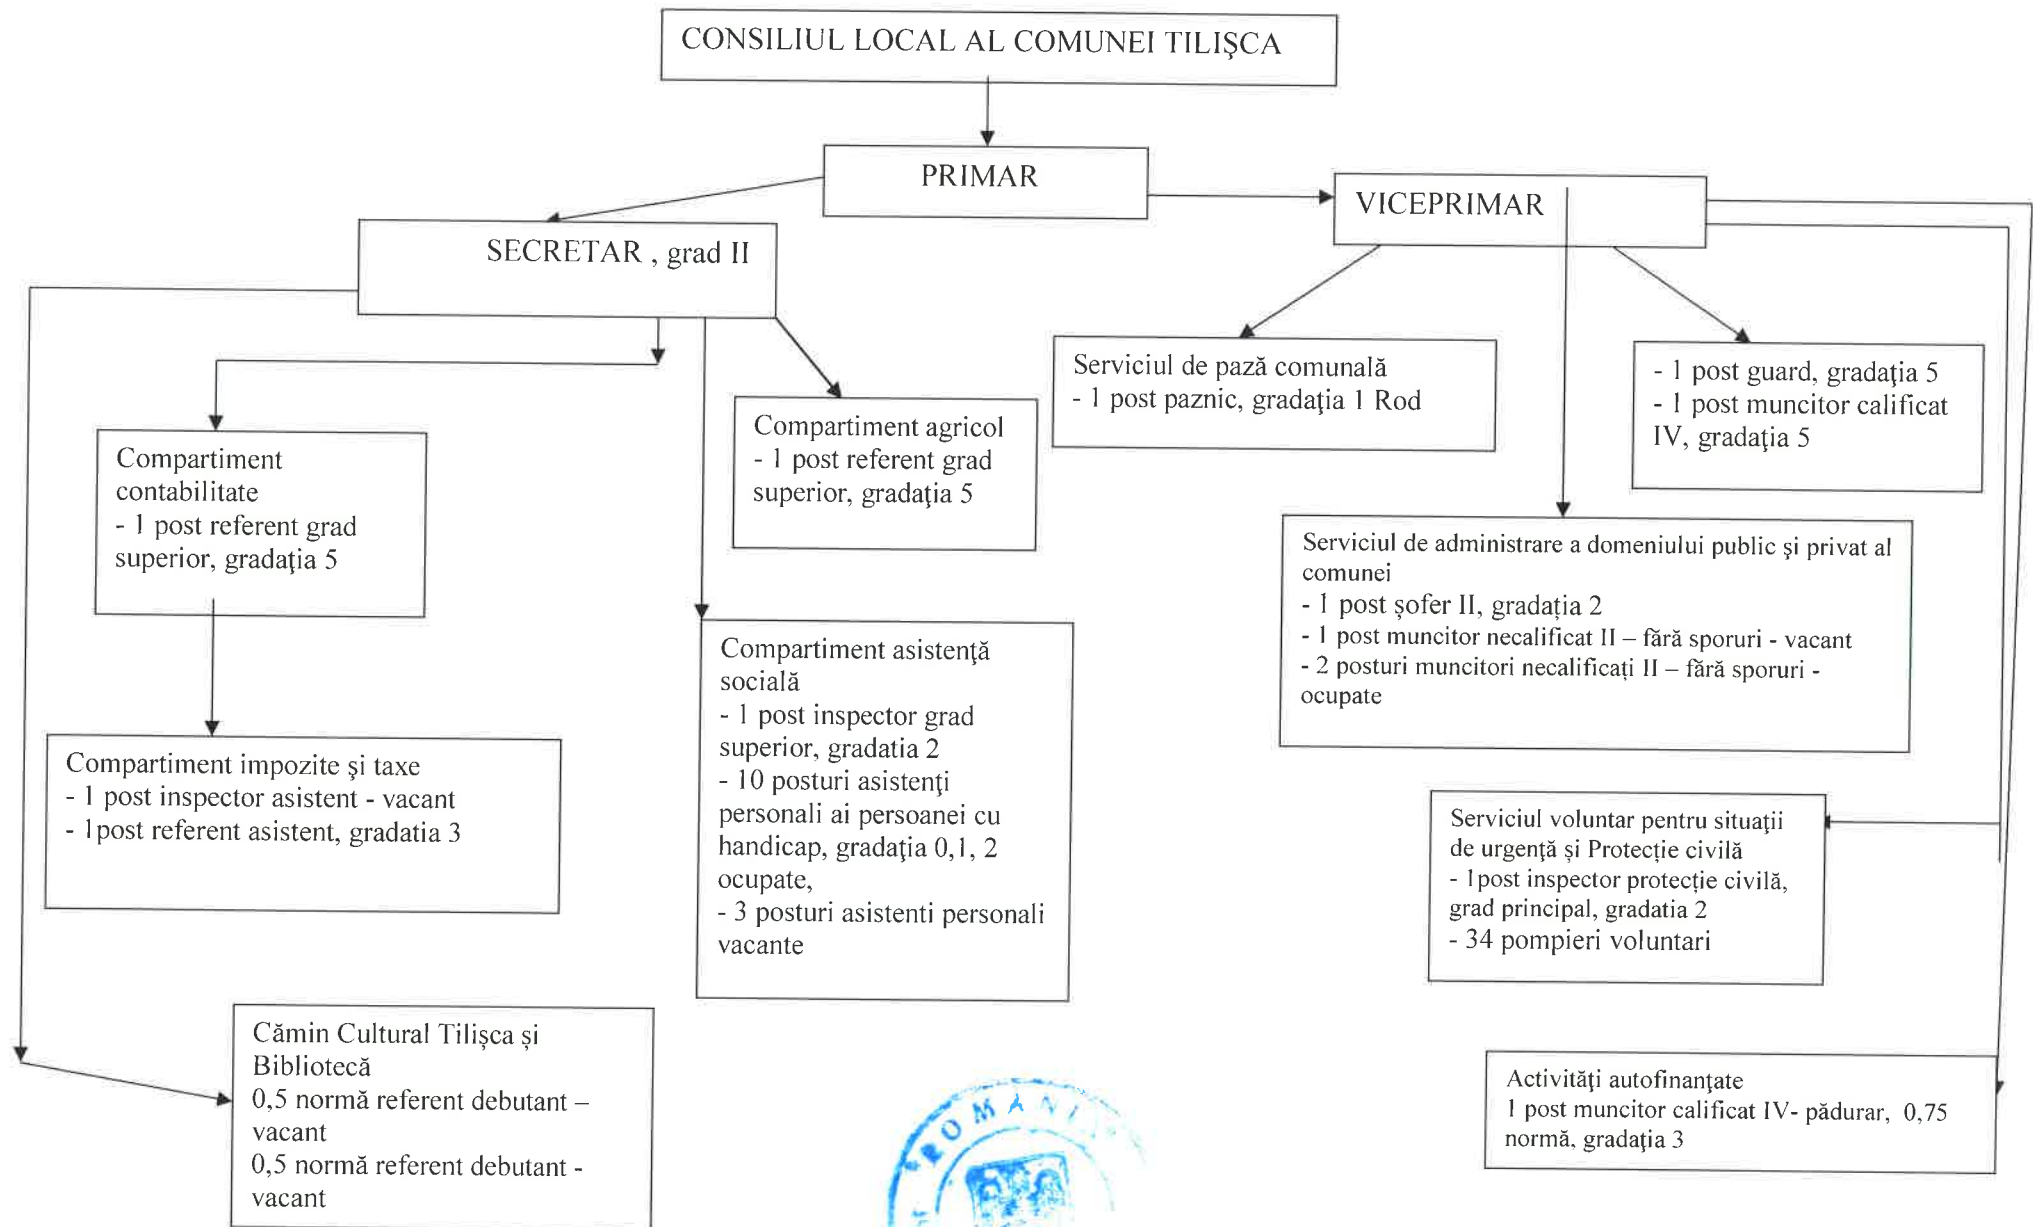 CONSILIUL LOCAL AL COMUNEI TILIŞCA
PRIMAR
VICEPRIMAR
SECRETAR , grad II
Serviciul de pază comunală
- 1 post paznic, gradaţia 1 Rod
- 1 post guard, gradaţia 5
- 1 post muncitor calificat
IV, gradaţia 5
Compartiment agricol
- 1 post referent grad
superior, gradaţia 5
Compartiment
contabilitate
- 1 post referent grad
superior, gradaţia 5
Serviciul de administrare a domeniului public şi privat al
comunei
- 1 post şofer II, gradaţia 2
- 1 post muncitor necalificat II – fără sporuri - vacant
- 2 posturi muncitori necalificați II – fără sporuri -
ocupate
Compartiment asistenţă
socială
- 1 post inspector grad
superior, gradatia 2
- 10 posturi asistenţi
personali ai persoanei cu
handicap, gradaţia 0,1, 2
ocupate,
- 3 posturi asistenti personali
vacante
Compartiment impozite şi taxe
- 1 post inspector asistent - vacant
- 1post referent asistent, gradatia 3
Serviciul voluntar pentru situaţii
de urgenţă și Protecție civilă
- 1post inspector protecție civilă,
grad principal, gradatia 2
- 34 pompieri voluntari
Cămin Cultural Tilișca și
Bibliotecă
0,5 normă referent debutant –
vacant
0,5 normă referent debutant -
vacant
Activităţi autofinanţate
1 post muncitor calificat IV- pădurar, 0,75
normă, gradaţia 3
ROMÂNI